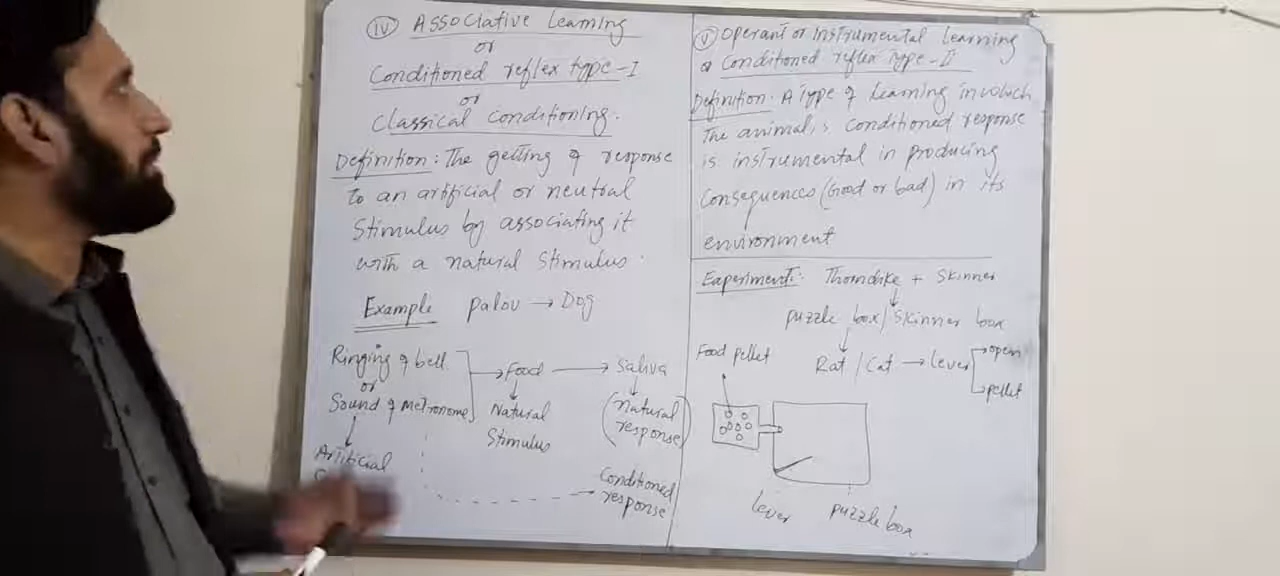 (iv) Associative Learning
or
Conditioned reflex type-I
or
Classical conditioning.
Definition: The getting of response
to an artificial or neutral
Stimulus by associating it
with a natural stimulus.
Example Palov → Dog
Ringing of bell
or
Sound of Metronome
→ Food → Saliva
Natural
Stimulus
(natural
response)
Artificial
Conditioned
response
(v) Operant or instrumental Learning
or Conditioned reflex type-II
Definition: A Type of Learning in which
The animal's conditioned response
is instrumental in producing
Consequences (Good or bad) in its
environment
Experiment: Thorndike + Skinner
puzzle box/Skinner box
Rat / Cat → lever
open
pellet
Food pellet
lever
puzzle box